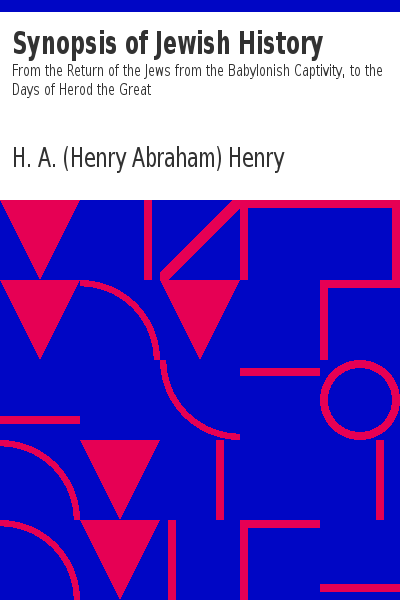 Synopsis of Jewish History
From the Return of the Jews from the Babylonish Captivity, to the
Days of Herod the Great
H. A. (Henry Abraham) Henry